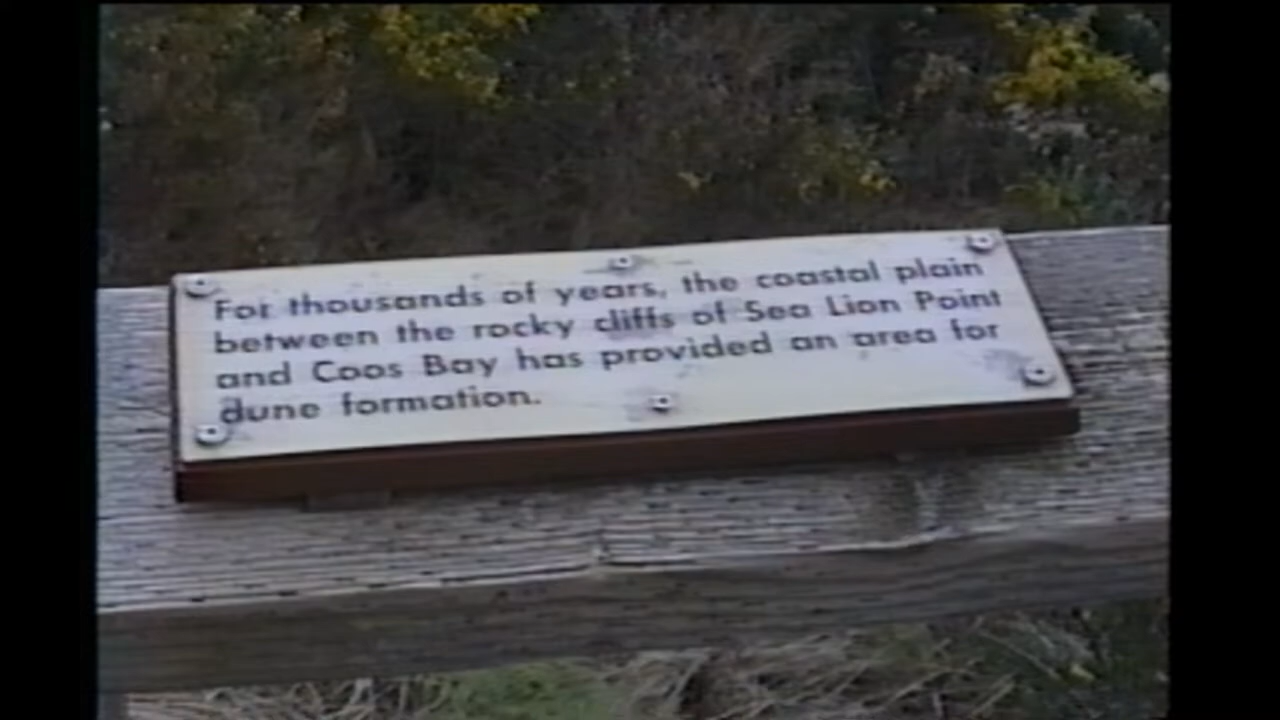 For thousands of years, the coastal plain
between the rocky cliffs of Sea Lion Point
and Coos Bay has provided an area for
dune formation.